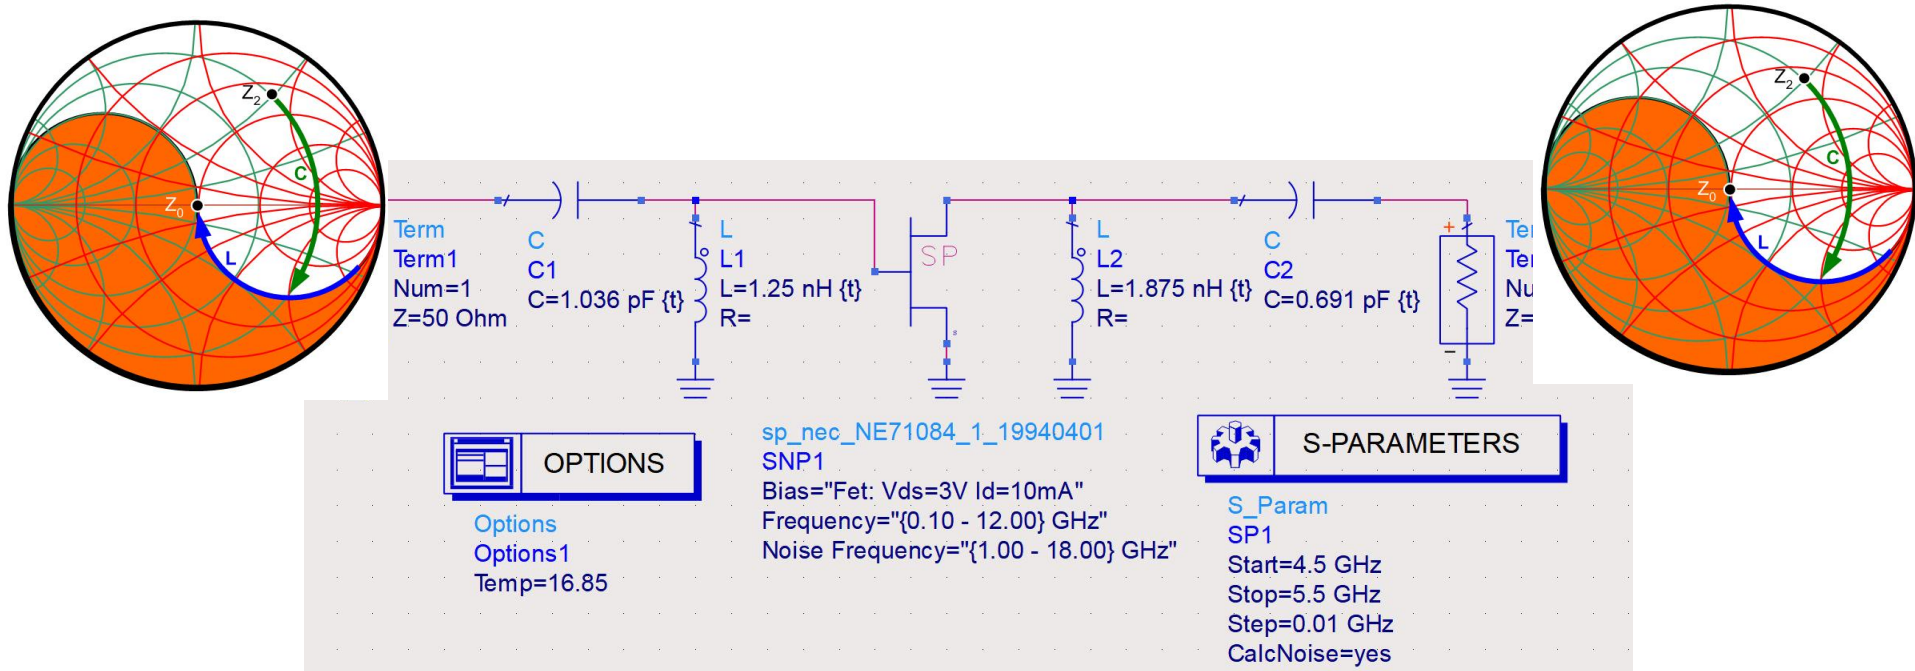 Z2
C
Z0
L
Term
Term1
Num=1
Z=50 Ohm
C
C1
C=1.036 pF {t}
L
L1
L=1.25 nH {t}
R=
SP
L
L2
L=1.875 nH {t}
R=
C
C2
C=0.691 pF {t}
+
−
Ter
Ter
Nu
Z=
Z2
C
Z0
L
OPTIONS
Options
Options1
Temp=16.85
sp_nec_NE71084_1_19940401
SNP1
Bias="Fet: Vds=3V Id=10mA"
Frequency="{0.10 - 12.00} GHz"
Noise Frequency="{1.00 - 18.00} GHz"
S-PARAMETERS
S_Param
SP1
Start=4.5 GHz
Stop=5.5 GHz
Step=0.01 GHz
CalcNoise=yes